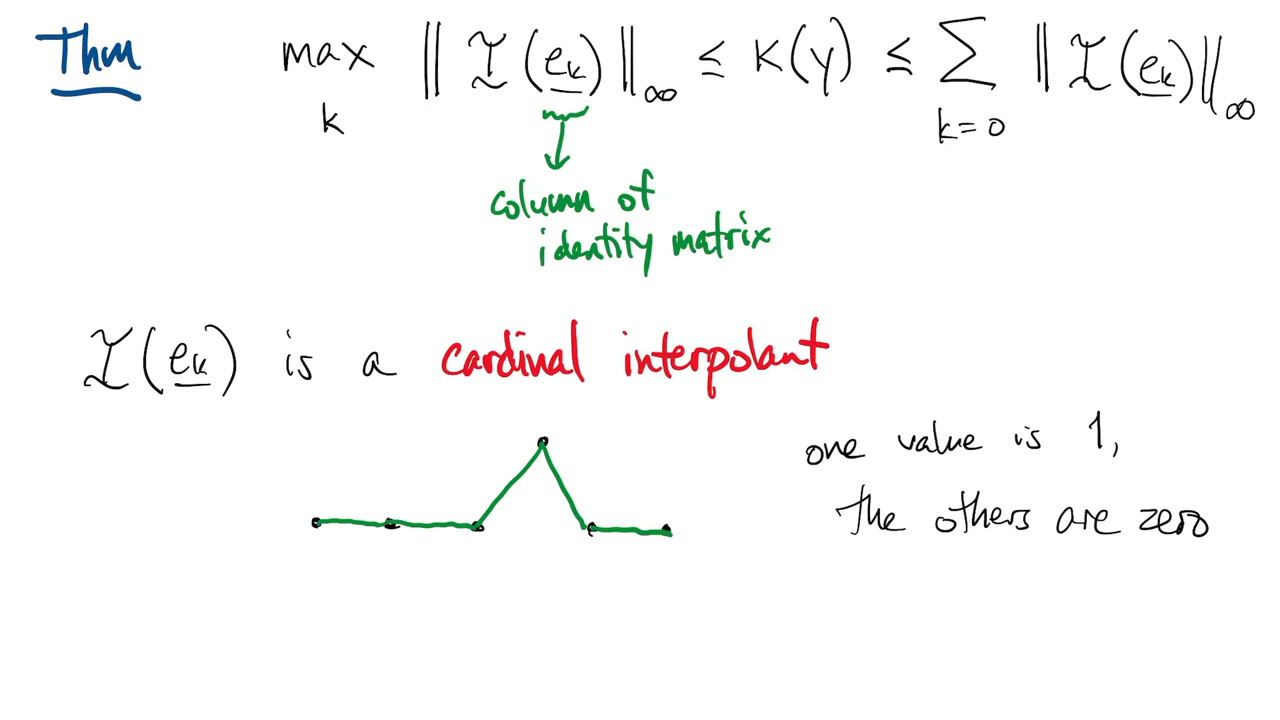 Thm max ‖ I(e_k) ‖_∞ ≤ K(y) ≤ ∑ ‖ I(e_k) ‖_∞
k k=0
column of
identity matrix
I(e_k) is a cardinal interpolant
one value is 1,
the others are zero